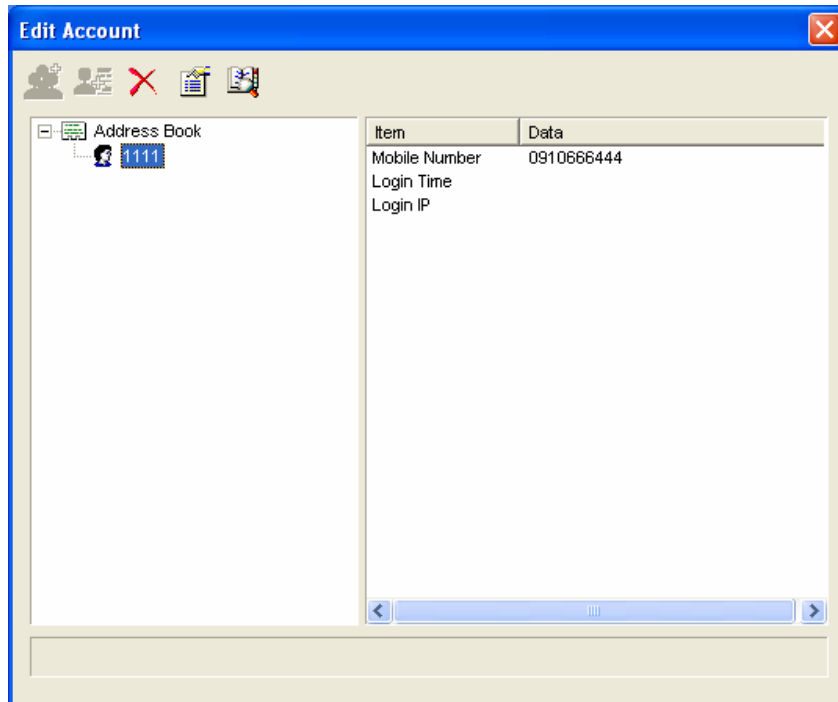 Edit Account
Address Book
1111
Item Data
Mobile Number 0910666444
Login Time
Login IP